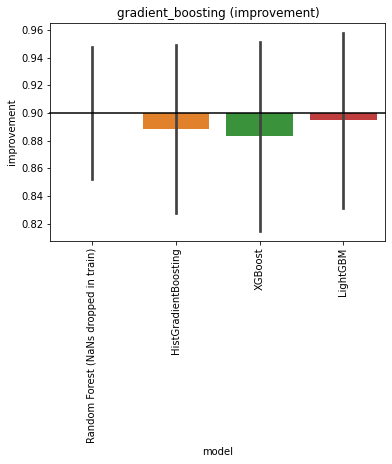 gradient_boosting (improvement)
improvement
0.96
0.94
0.92
0.90
0.88
0.86
0.84
0.82
Random Forest (NaNs dropped in train)
HistGradientBoosting
XGBoost
LightGBM
model